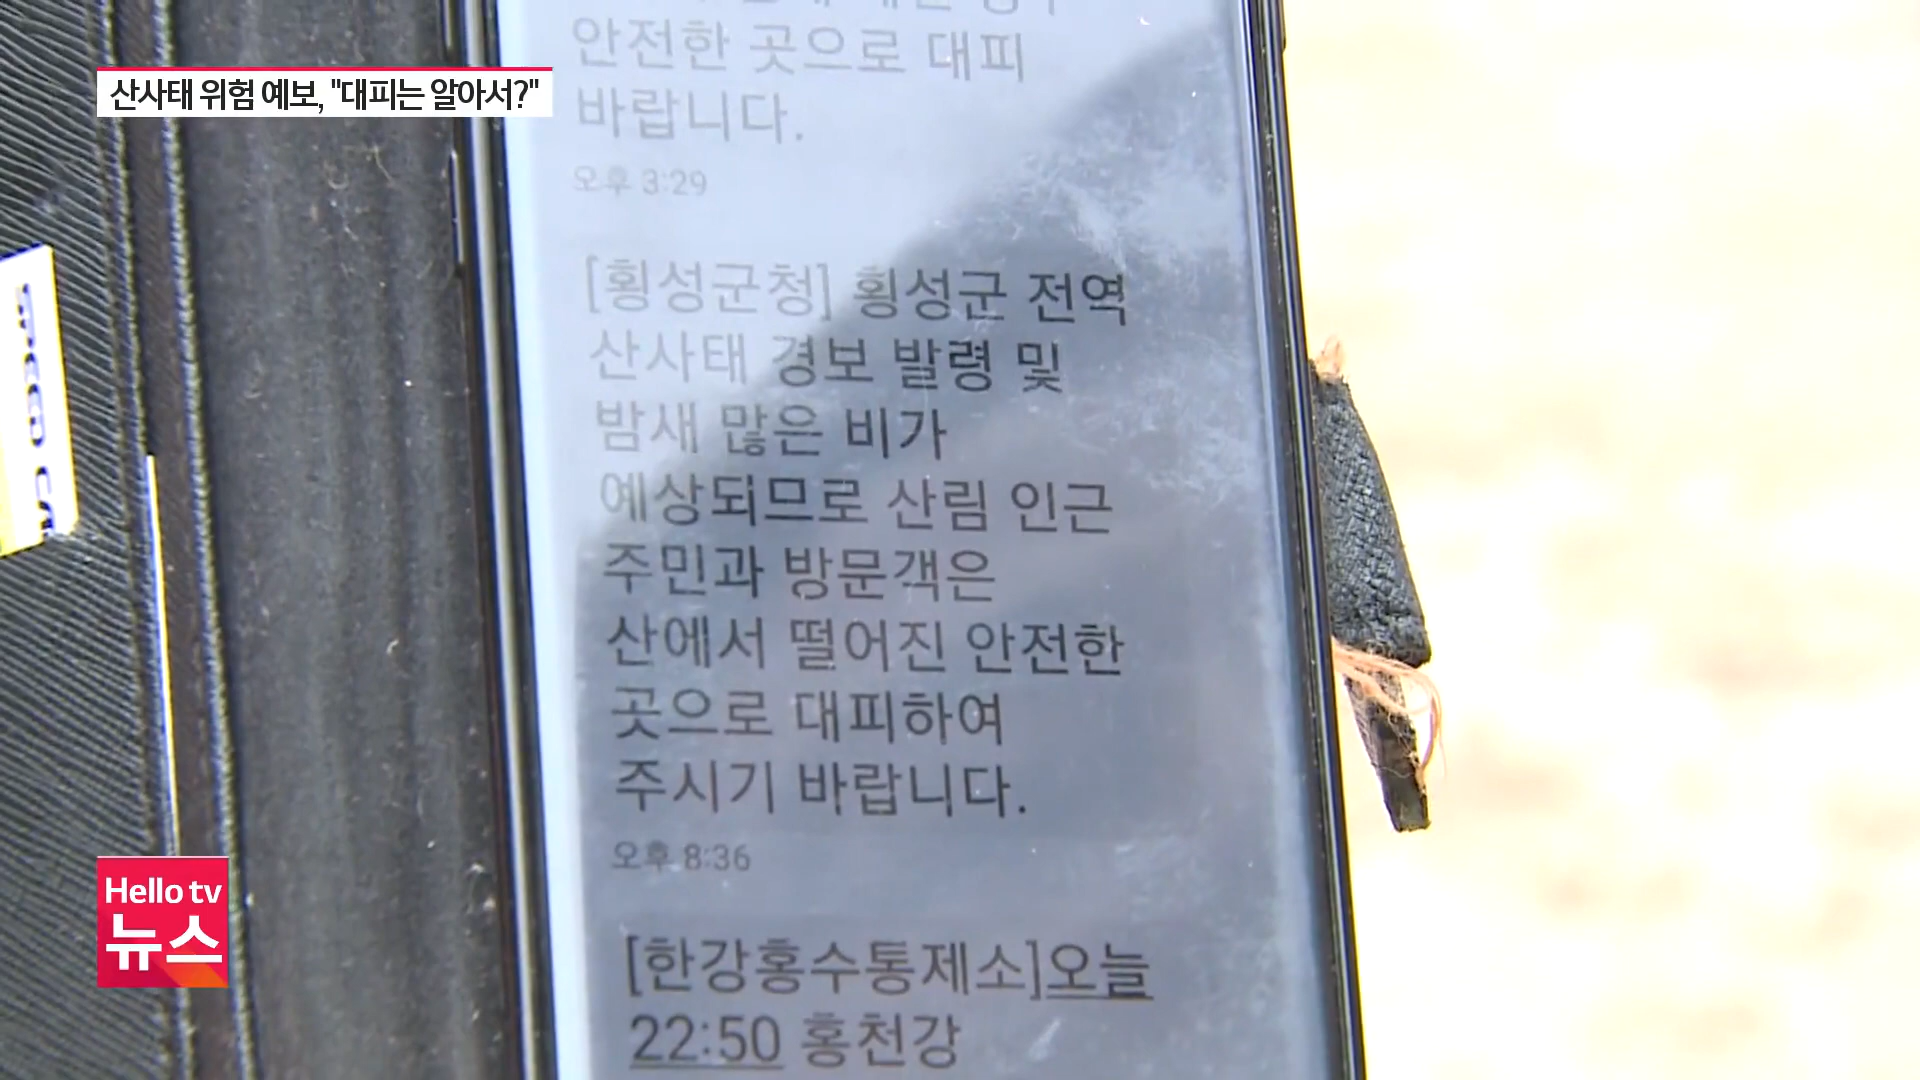 산사태 위험 예보, "대피는 알아서?"
안전한 곳으로 대피
바랍니다.
오후 3:29
[횡성군청] 횡성군 전역
산사태 경보 발령 및
밤새 많은 비가
예상되므로 산림 인근
주민과 방문객은
산에서 떨어진 안전한
곳으로 대피하여
주시기 바랍니다.
오후 8:36
[한강홍수통제소]오늘
22:50 홍천강
Hello tv
뉴스